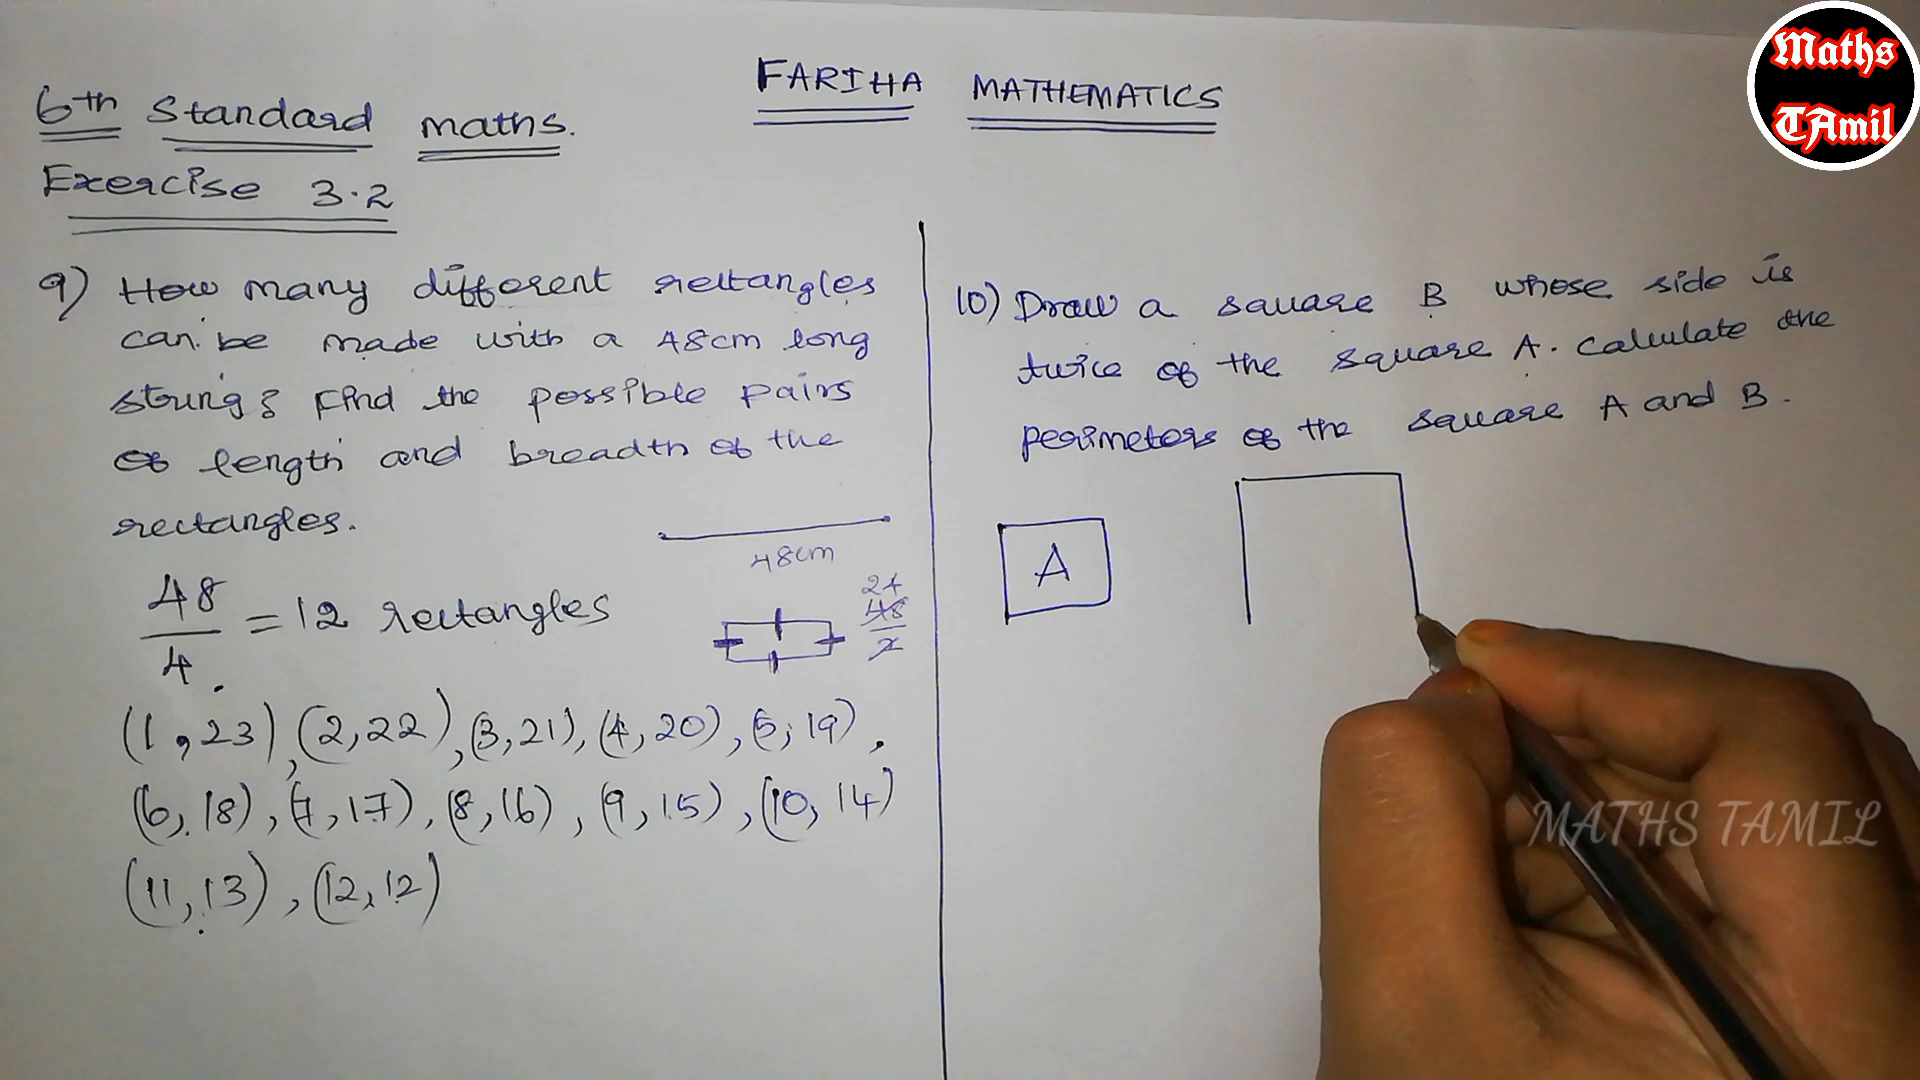 Maths
TAmil
FARIHA MATHEMATICS
6th Standard maths.
Exercise 3.2
9) How many different rectangles
can be made with a 48cm long
string? Find the possible pairs
of length and breadth of the
rectangles.
48cm
24
48
2
48
4
= 12 rectangles
(1,23), (2,22), (3,21), (4,20), (5,19),
(6,18), (7,17), (8,16), (9,15), (10,14)
(11,13), (12,12)
10) Draw a square B whose side is
twice of the square A. calculate the
perimeters of the square A and B.
A
MATHS TAMIL